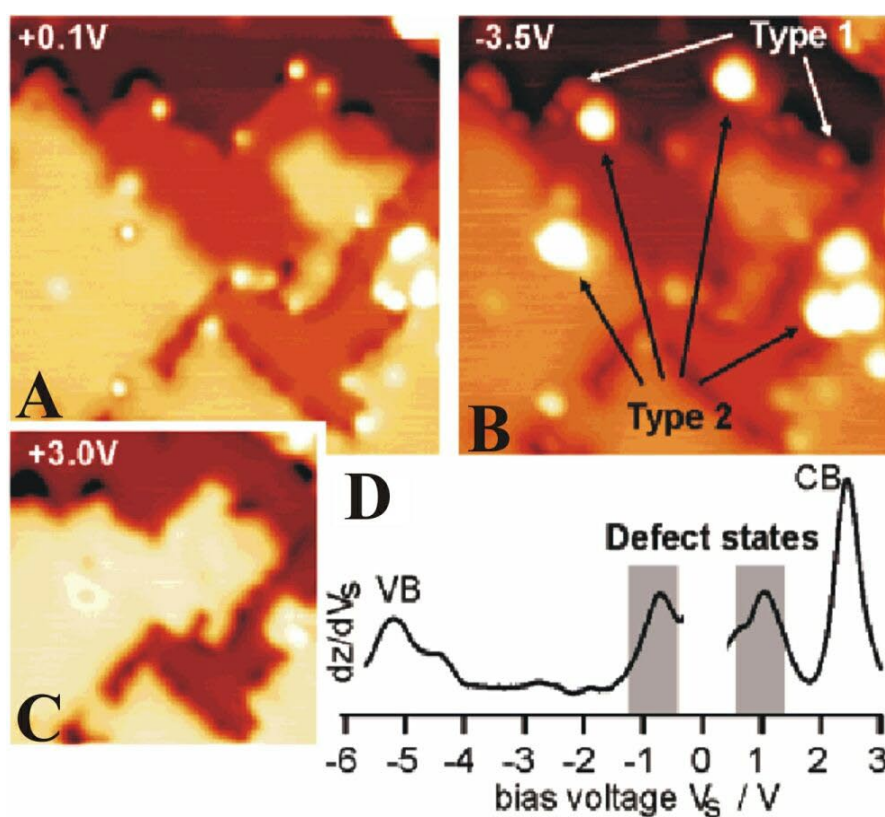 +0.1V
-3.5V
Type 1
A
Type 2
B
+3.0V
C
D
CB
Defect states
VB
dz/dVs
-6 -5 -4 -3 -2 -1 0 1 2 3
bias voltage Vs / V